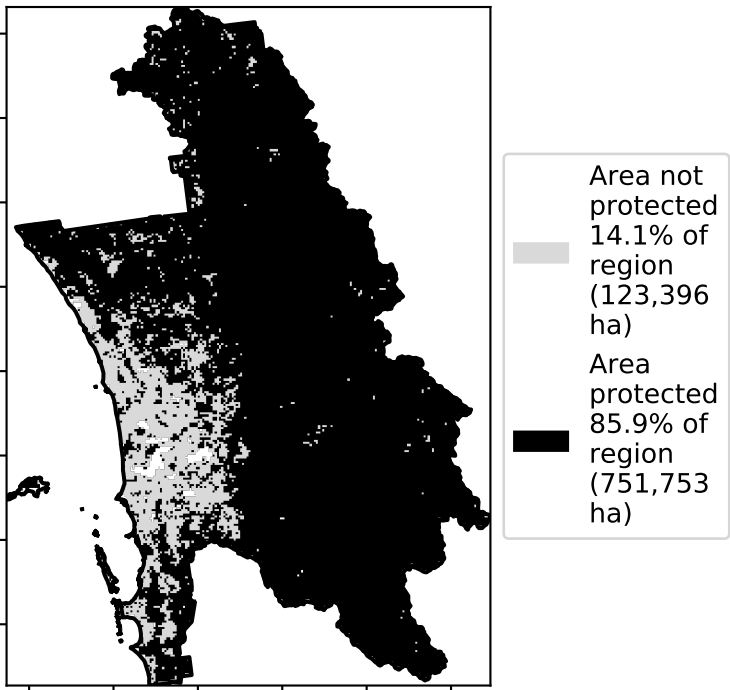 Area not
protected
14.1% of
region
(123,396
ha)
Area
protected
85.9% of
region
(751,753
ha)